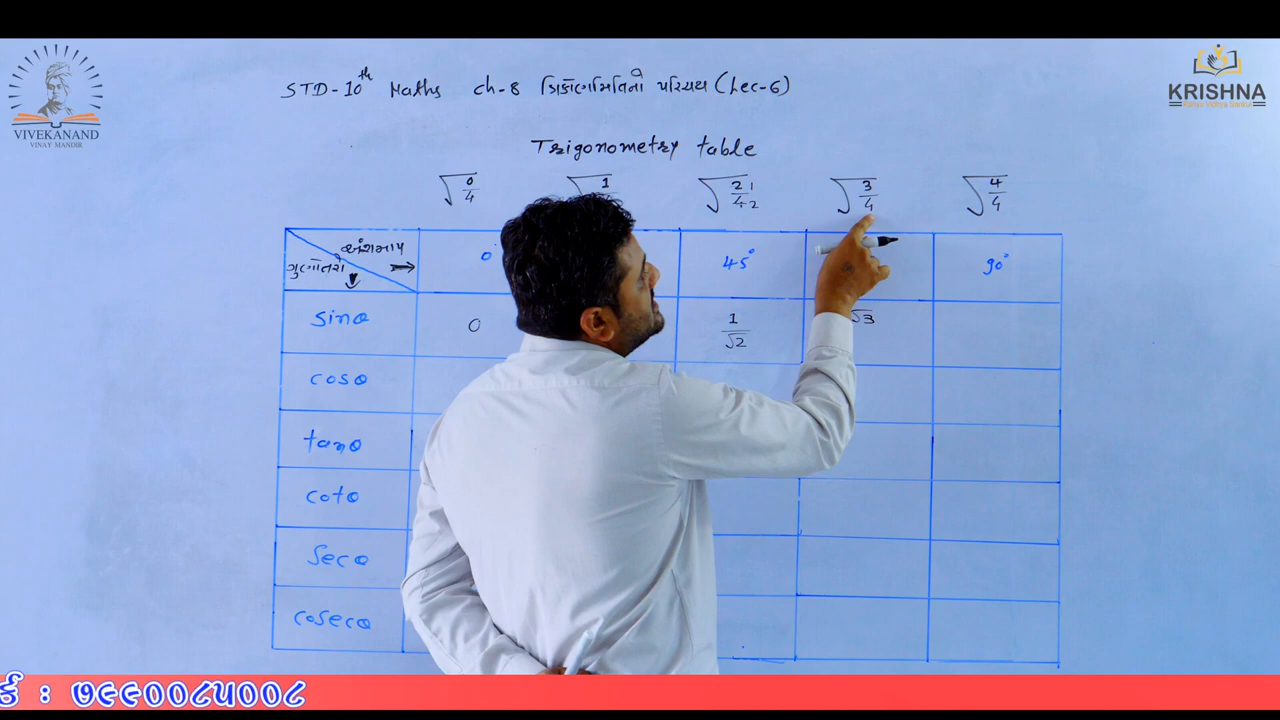 VIVEKANAND
VINAY MANDIR
KRISHNA
STD-10th Maths ch-8 ત્રિકોણમિતિનો પરિચય (Lec-6)
Trigonometry table
√0/4 √1 √2/4 1 2 √3/4 √4/4
અંશમાપ →
ગુણોતરો ↓
0 45° 90°
sinθ 0 1/√2 √3
cosθ
tanθ
cotθ
secθ
cosecθ
ર્ક : ૭૯૯૦૦૮૫૦૦૮